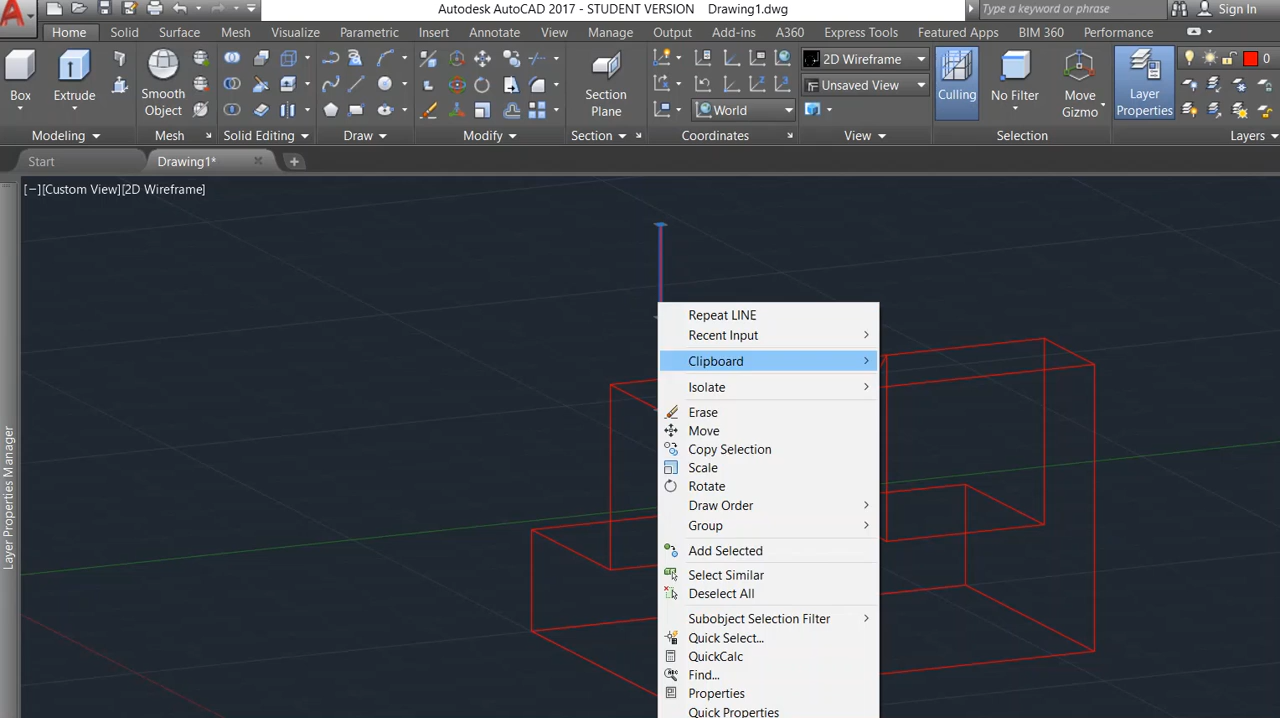 Autodesk AutoCAD 2017 - STUDENT VERSION Drawing1.dwg
Type a keyword or phrase
Sign In
Home Solid Surface Mesh Visualize Parametric Insert Annotate View Manage Output Add-ins A360 Express Tools Featured Apps BIM 360 Performance
Box
Extrude
Smooth
Object
Section
Plane
World
2D Wireframe
Unsaved View
Culling
No Filter
Move
Gizmo
Layer
Properties
0
Modeling
Mesh
Solid Editing
Draw
Modify
Section
Coordinates
View
Selection
Layers
Start
Drawing1*
[−][Custom View][2D Wireframe]
Layer Properties Manager
Repeat LINE
Recent Input
Clipboard
Isolate
Erase
Move
Copy Selection
Scale
Rotate
Draw Order
Group
Add Selected
Select Similar
Deselect All
Subobject Selection Filter
Quick Select...
QuickCalc
Find...
Properties
Quick Properties